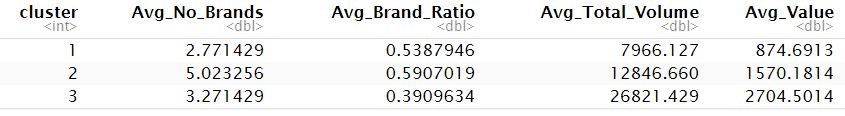 cluster Avg_No_Brands Avg_Brand_Ratio Avg_Total_Volume Avg_Value
<int> <dbl> <dbl> <dbl> <dbl>
1 2.771429 0.5387946 7966.127 874.6913
2 5.023256 0.5907019 12846.660 1570.1814
3 3.271429 0.3909634 26821.429 2704.5014